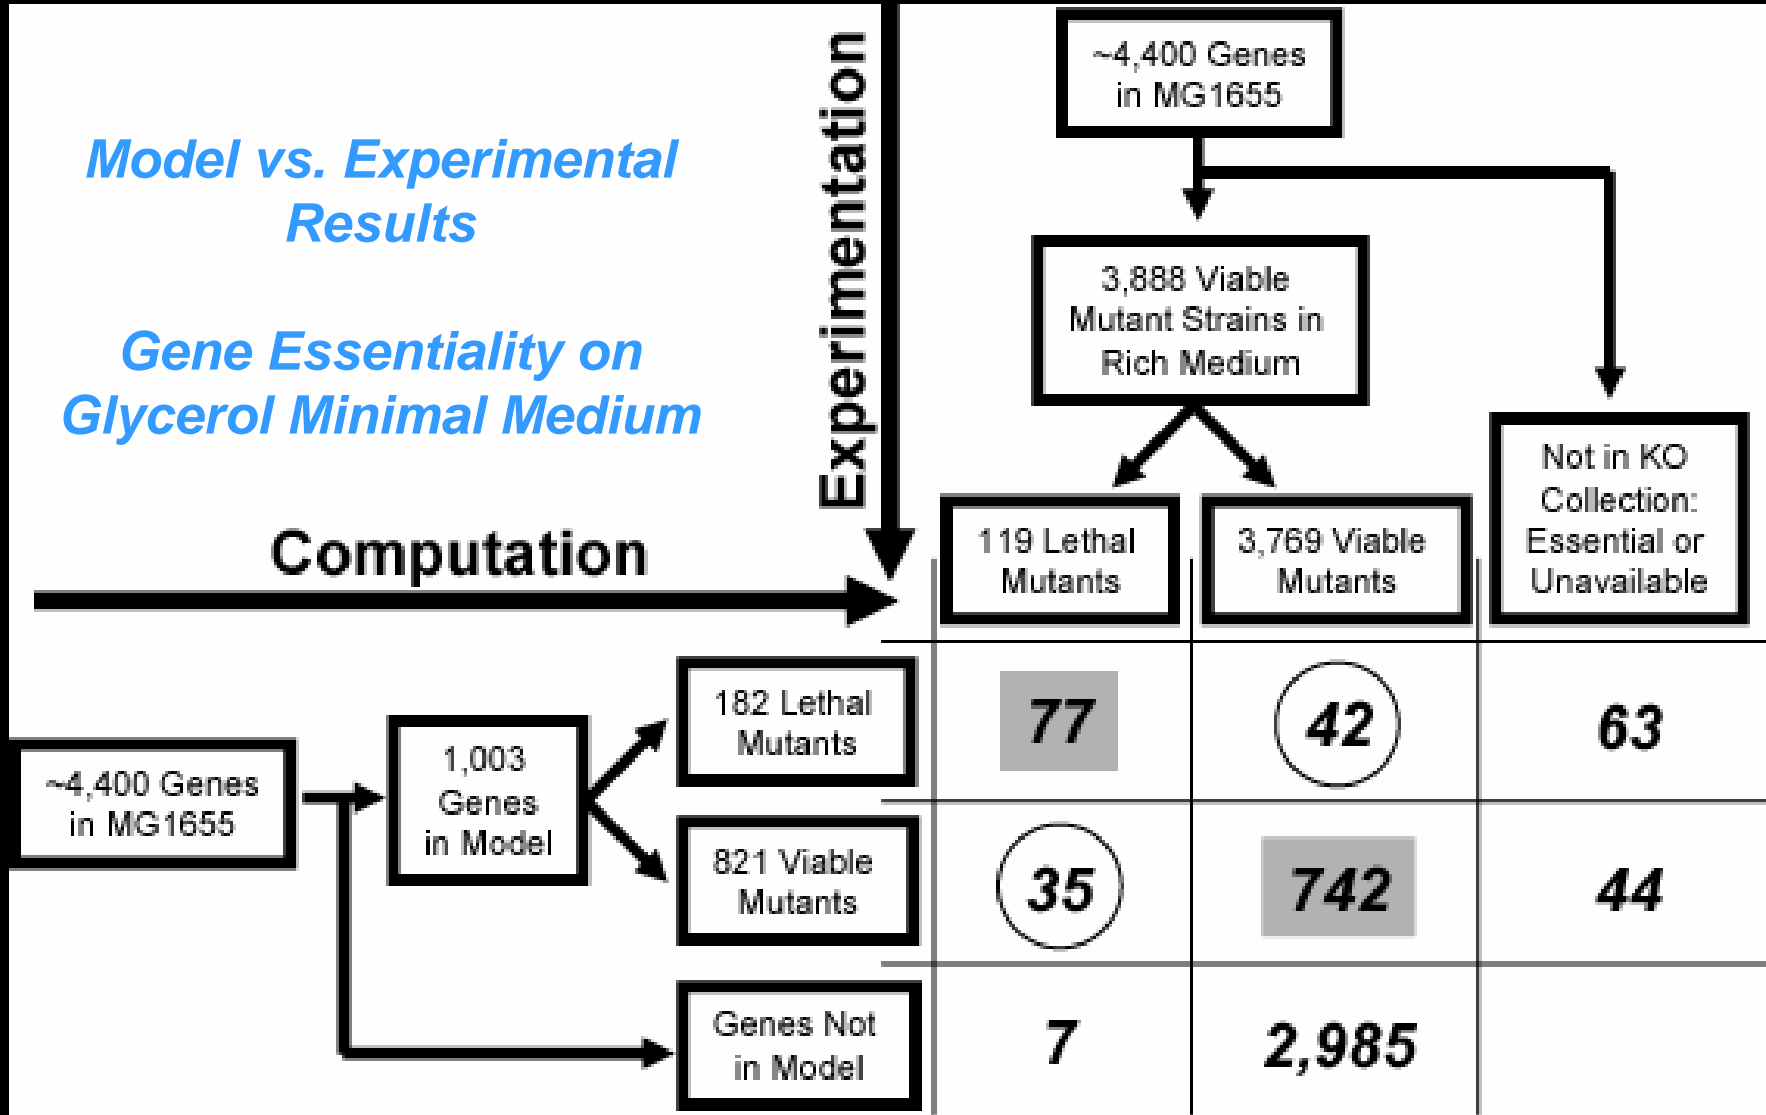 Model vs. Experimental
Results
Gene Essentiality on
Glycerol Minimal Medium
Experimentation
Computation
~4,400 Genes
in MG1655
3,888 Viable
Mutant Strains in
Rich Medium
Not in KO
Collection:
Essential or
Unavailable
119 Lethal
Mutants
3,769 Viable
Mutants
~4,400 Genes
in MG1655
1,003
Genes
in Model
182 Lethal
Mutants
77 42 63
821 Viable
Mutants
35 742 44
Genes Not
in Model
7 2,985